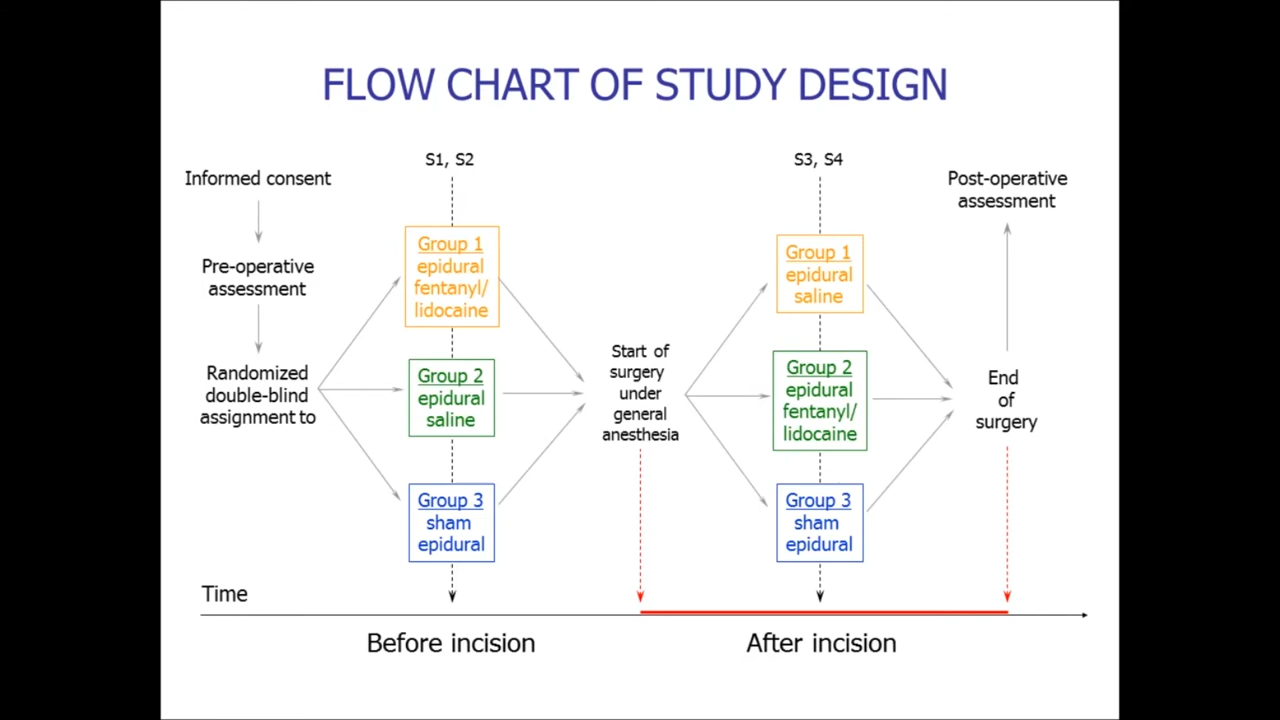 FLOW CHART OF STUDY DESIGN
Informed consent
Pre-operative
assessment
Randomized
double-blind
assignment to
S1, S2
Group 1
epidural
fentanyl/
lidocaine
Group 2
epidural
saline
Group 3
sham
epidural
Start of
surgery
under
general
anesthesia
S3, S4
Group 1
epidural
saline
Group 2
epidural
fentanyl/
lidocaine
Group 3
sham
epidural
Post-operative
assessment
End
of
surgery
Time
Before incision
After incision